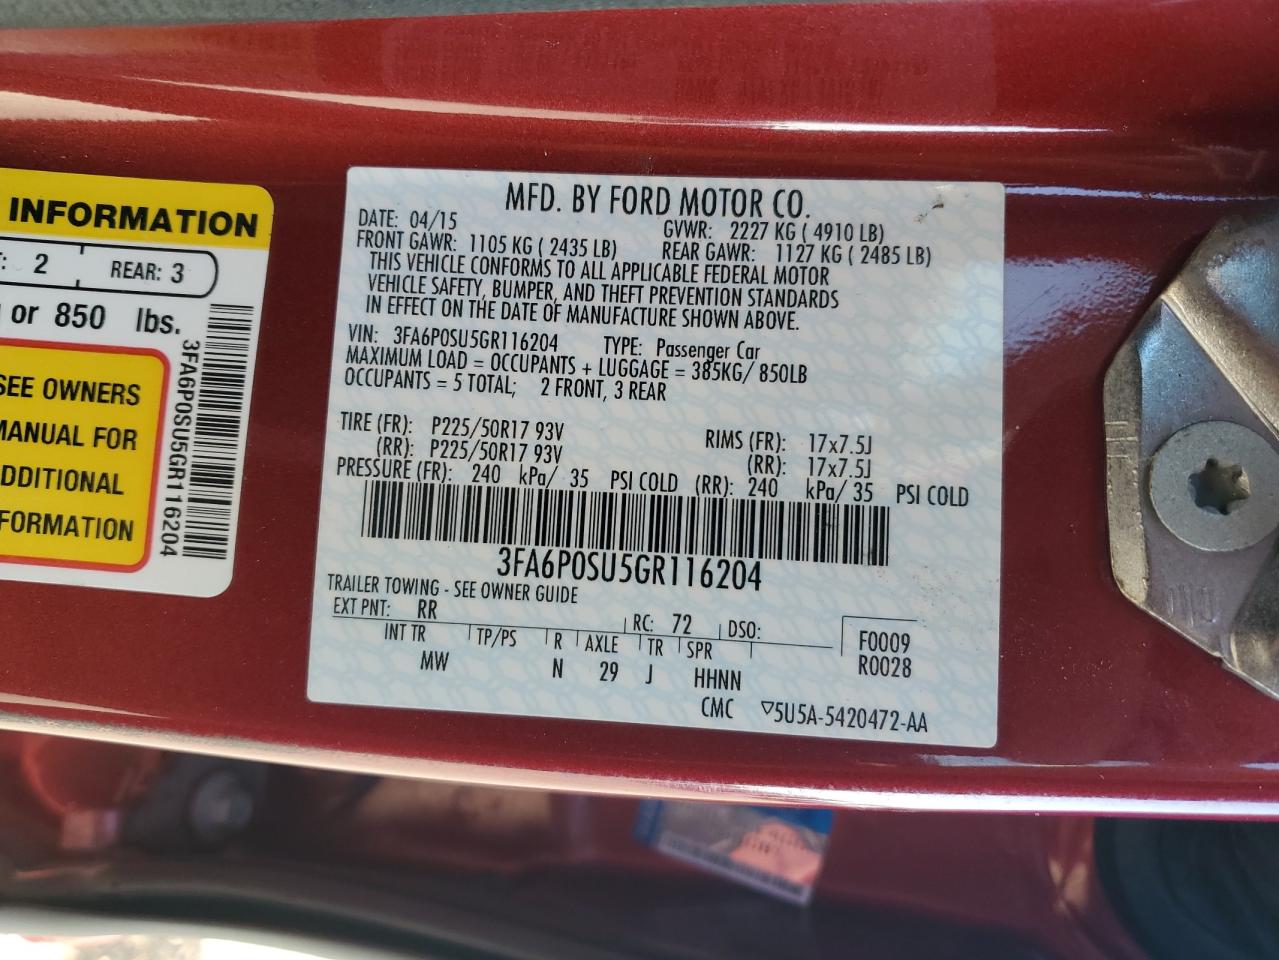 INFORMATION
: 2 REAR: 3
or 850 lbs.
SEE OWNERS
MANUAL FOR
ADDITIONAL
FORMATION
3FA6P0SU5GR116204
MFD. BY FORD MOTOR CO.
DATE: 04/15 GVWR: 2227 KG ( 4910 LB)
FRONT GAWR: 1105 KG ( 2435 LB) REAR GAWR: 1127 KG ( 2485 LB)
THIS VEHICLE CONFORMS TO ALL APPLICABLE FEDERAL MOTOR
VEHICLE SAFETY, BUMPER, AND THEFT PREVENTION STANDARDS
IN EFFECT ON THE DATE OF MANUFACTURE SHOWN ABOVE.
VIN: 3FA6P0SU5GR116204 TYPE: Passenger Car
MAXIMUM LOAD = OCCUPANTS + LUGGAGE = 385KG/ 850LB
OCCUPANTS = 5 TOTAL; 2 FRONT, 3 REAR
TIRE (FR): P225/50R17 93V RIMS (FR): 17x7.5J
(RR): P225/50R17 93V (RR): 17x7.5J
PRESSURE (FR): 240 kPa/ 35 PSI COLD (RR): 240 kPa/ 35 PSI COLD
3FA6P0SU5GR116204
TRAILER TOWING - SEE OWNER GUIDE
EXT PNT: RR RC: 72 DSO:
INT TR TP/PS R AXLE TR SPR F0009
MW N 29 J HHNN R0028
CMC ▽5U5A-5420472-AA